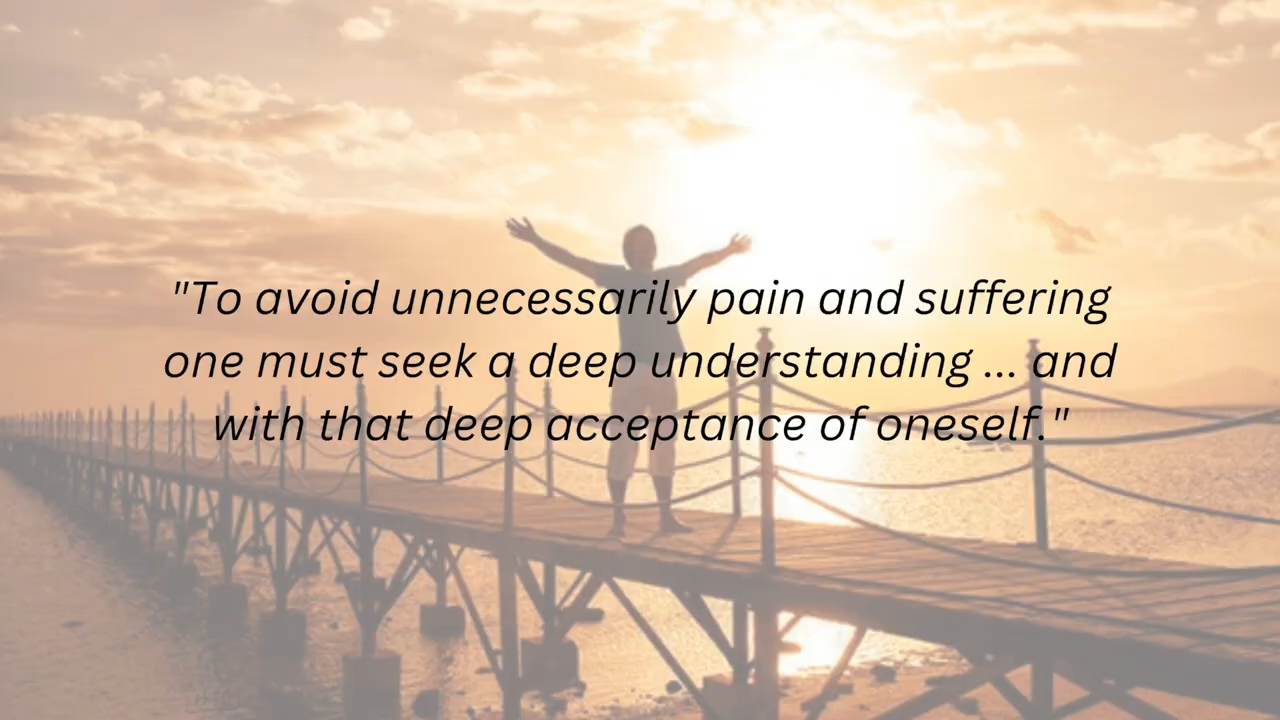 "To avoid unnecessarily pain and suffering
one must seek a deep understanding ... and
with that deep acceptance of oneself."